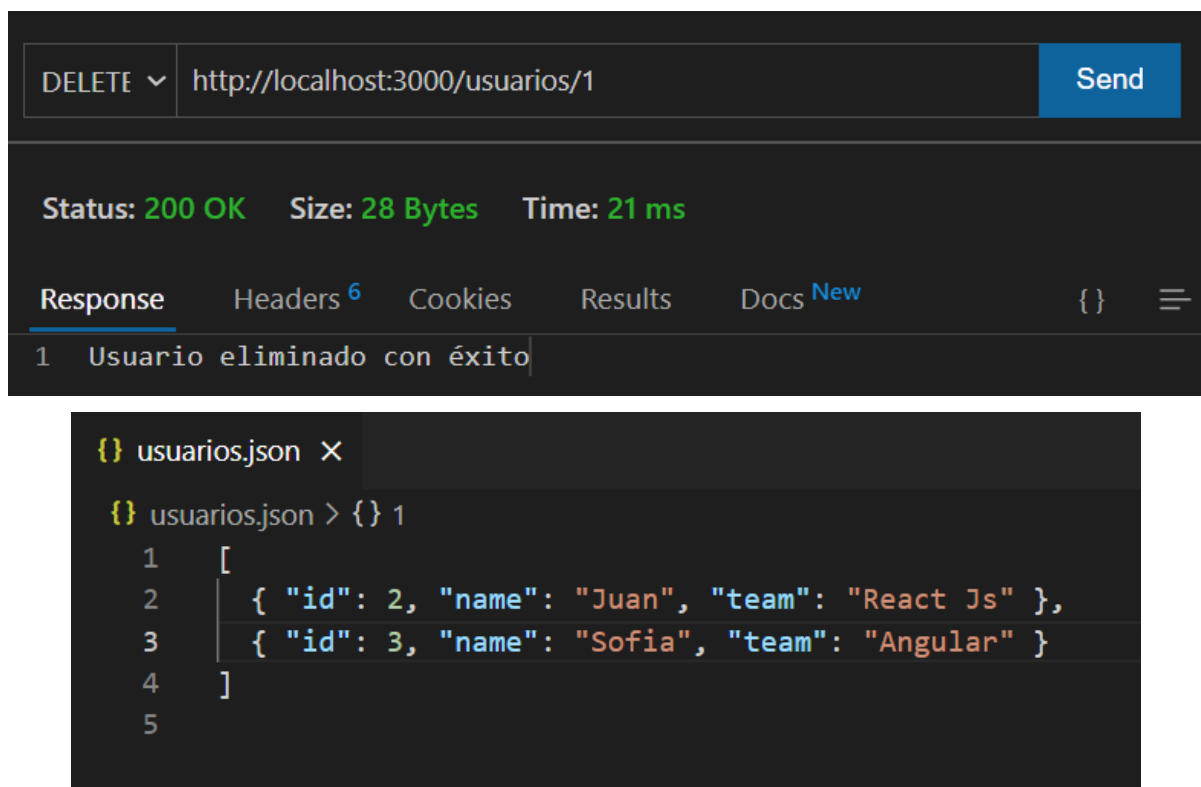 DELETE http://localhost:3000/usuarios/1 Send
Status: 200 OK Size: 28 Bytes Time: 21 ms
Response Headers 6 Cookies Results Docs New { }
1 Usuario eliminado con éxito
{} usuarios.json ×
{} usuarios.json > {} 1
1 [
2 { "id": 2, "name": "Juan", "team": "React Js" },
3 { "id": 3, "name": "Sofia", "team": "Angular" }
4 ]
5